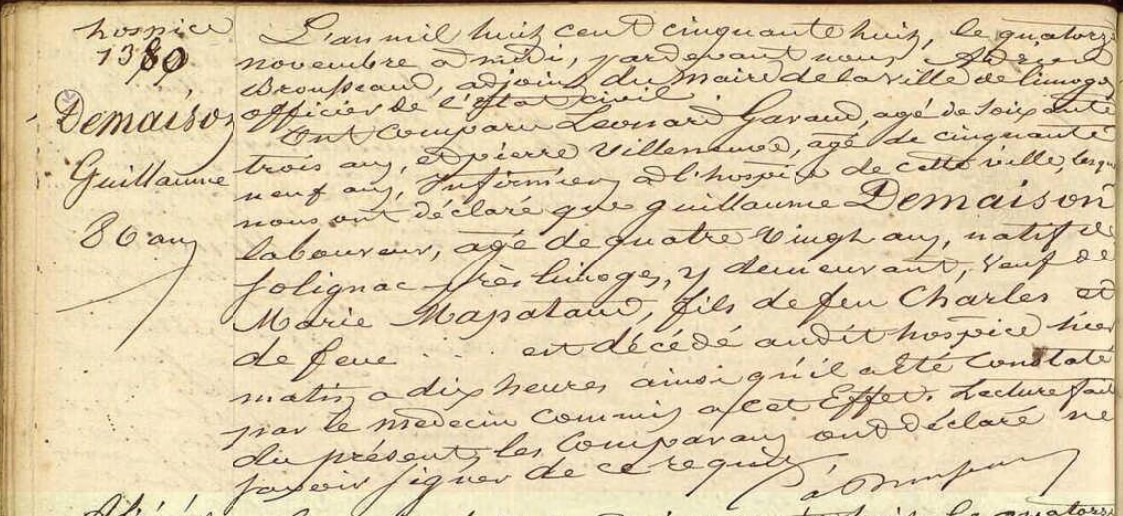 hospice
1380
Demaison
Guillaume
80 ans
L'an mil huit cent cinquante huit, le quatorze
novembre à midi, pardevant nous Adrien
Brousseaud, adjoint du maire de la ville de limoges
officier de l'état civil.
Ont comparu Léonard Garaud, agé de soixante
trois ans, et pierre Villeneuve, agé de cinquante
neuf ans, infirmiers à l'hospice de cette ville, lesquels
nous ont déclaré que guillaume Demaison
laboureur, agé de quatre Vingt ans, natif de
Solignac près limoges, y demeurant, veuf de
Marie Mapataud, fils de feu Charles et
de feue est décédé audit hospice hier
matin à dix heures ainsi qu'il a été Constaté
par le medecin commis a cet Effet. Lecture faite
du présent, les Comparans ont déclaré ne
savoir signer de ce requis.